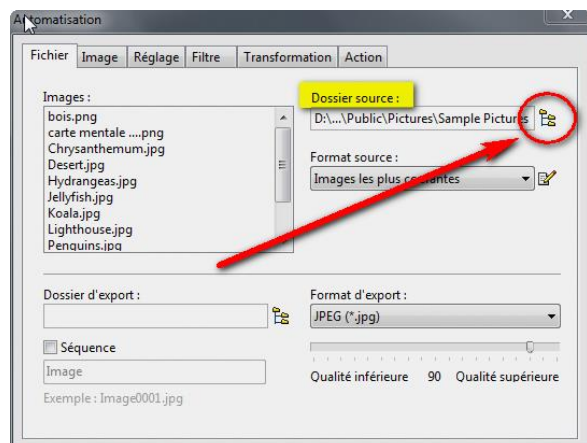 Automatisation
Fichier Image Réglage Filtre Transformation Action
Images :
bois.png
carte mentale ....png
Chrysanthemum.jpg
Desert.jpg
Hydrangeas.jpg
Jellyfish.jpg
Koala.jpg
Lighthouse.jpg
Penguins.jpg
Dossier source :
D:\...\Public\Pictures\Sample Pictures
Format source :
Images les plus courantes
Dossier d'export :
Séquence
Image
Exemple : Image0001.jpg
Format d'export :
JPEG (*.jpg)
Qualité inférieure 90 Qualité supérieure